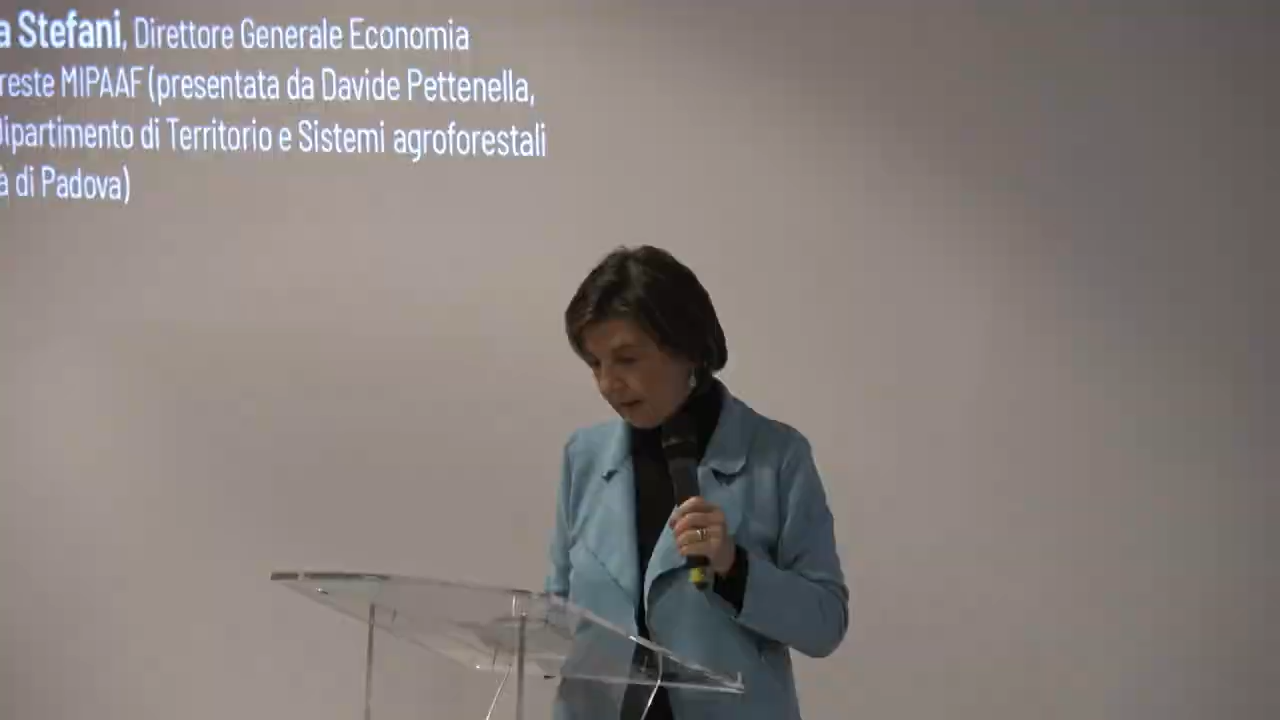 a Stefani, Direttore Generale Economia
reste MIPAAF (presentata da Davide Pettenella,
Dipartimento di Territorio e Sistemi agroforestali
à di Padova)